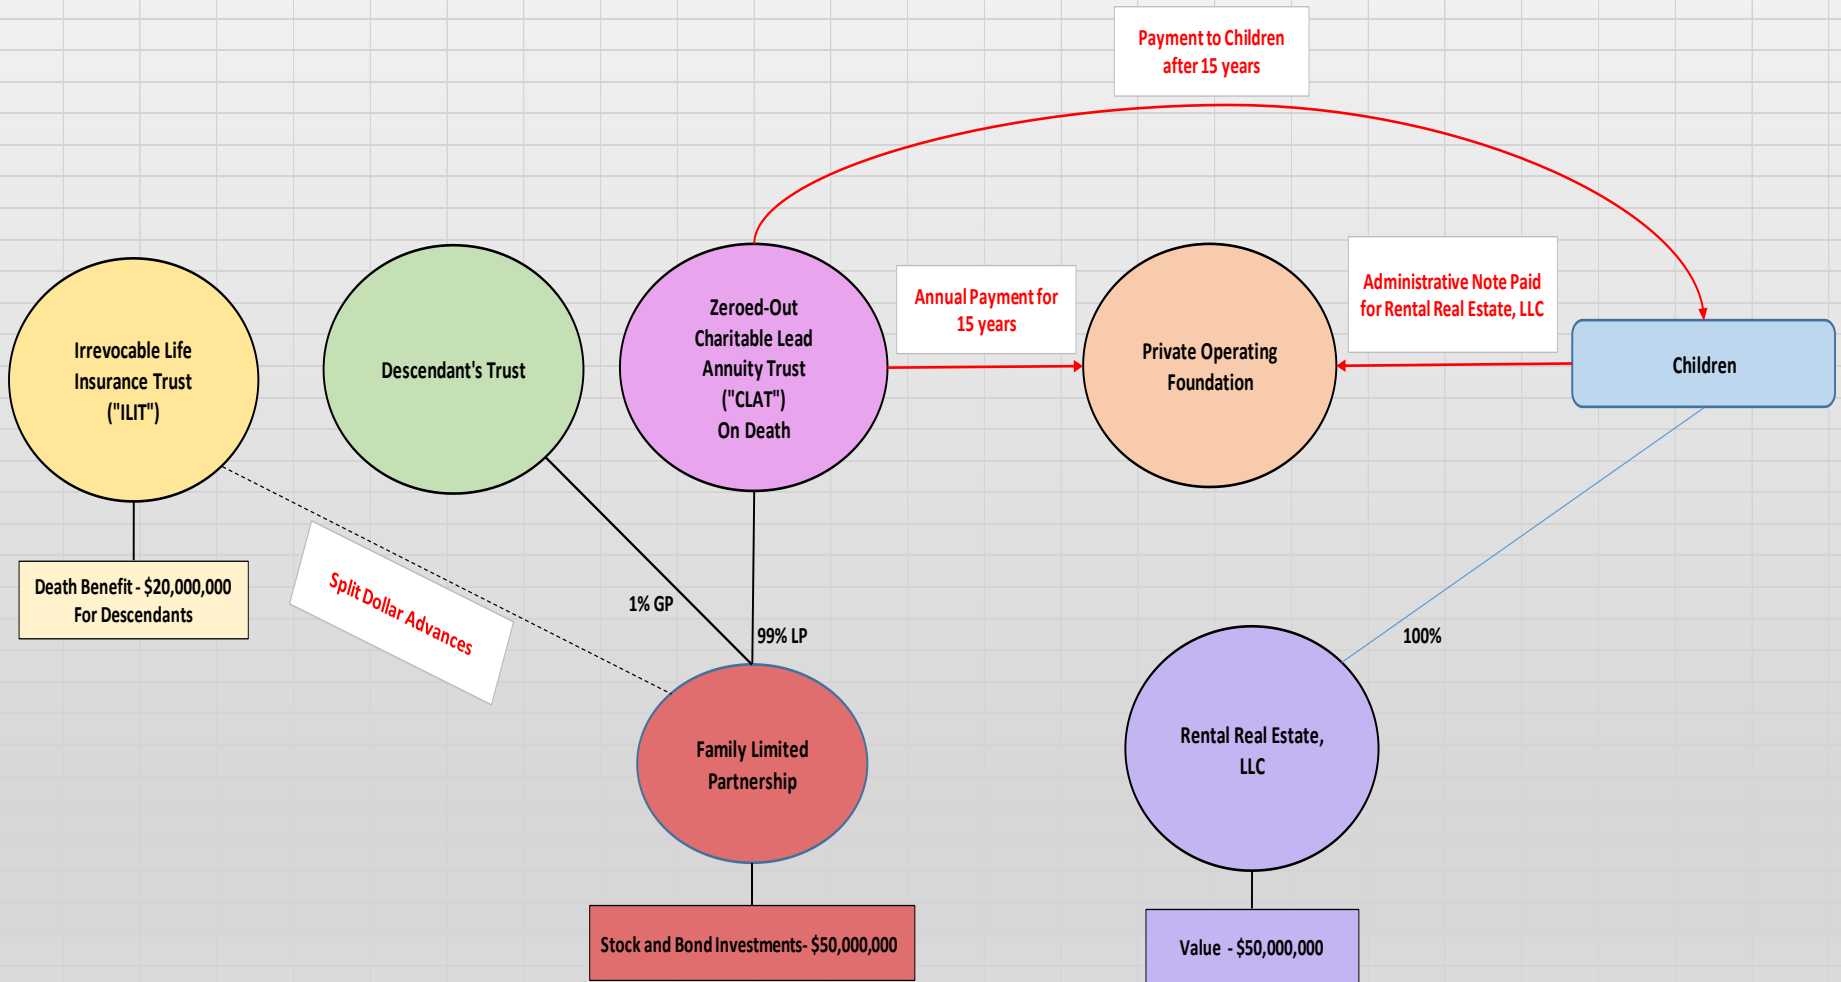 Payment to Children
after 15 years
Irrevocable Life
Insurance Trust
("ILIT")
Descendant's Trust
Zeroed-Out
Charitable Lead
Annuity Trust
("CLAT")
On Death
Annual Payment for
15 years
Private Operating
Foundation
Administrative Note Paid
for Rental Real Estate, LLC
Children
Death Benefit - $20,000,000
For Descendants
Split Dollar Advances
1% GP
99% LP
100%
Family Limited
Partnership
Rental Real Estate,
LLC
Stock and Bond Investments- $50,000,000
Value - $50,000,000